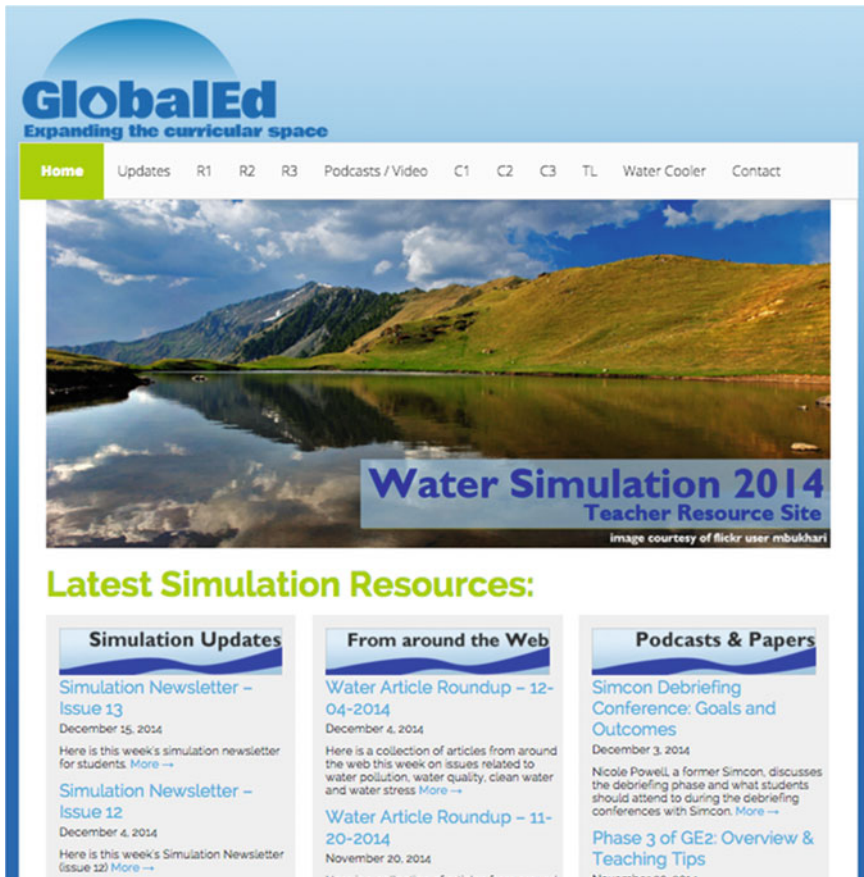 GlobalEd
Expanding the curricular space
Home Updates R1 R2 R3 Podcasts / Video C1 C2 C3 TL Water Cooler Contact
Water Simulation 2014
Teacher Resource Site
image courtesy of flickr user mbukhari
Latest Simulation Resources:
Simulation Updates
Simulation Newsletter –
Issue 13
December 15, 2014
Here is this week's simulation newsletter
for students. More →
Simulation Newsletter –
Issue 12
December 4, 2014
Here is this week's Simulation Newsletter
(issue 12) More →
From around the Web
Water Article Roundup – 12-
04-2014
December 4, 2014
Here is a collection of articles from around
the web this week on issues related to
water pollution, water quality, clean water
and water stress More →
Water Article Roundup – 11-
20-2014
November 20, 2014
Podcasts & Papers
Simcon Debriefing
Conference: Goals and
Outcomes
December 3, 2014
Nicole Powell, a former Simcon, discusses
the debriefing phase and what students
should attend to during the debriefing
conferences with Simcon. More →
Phase 3 of GE2: Overview &
Teaching Tips